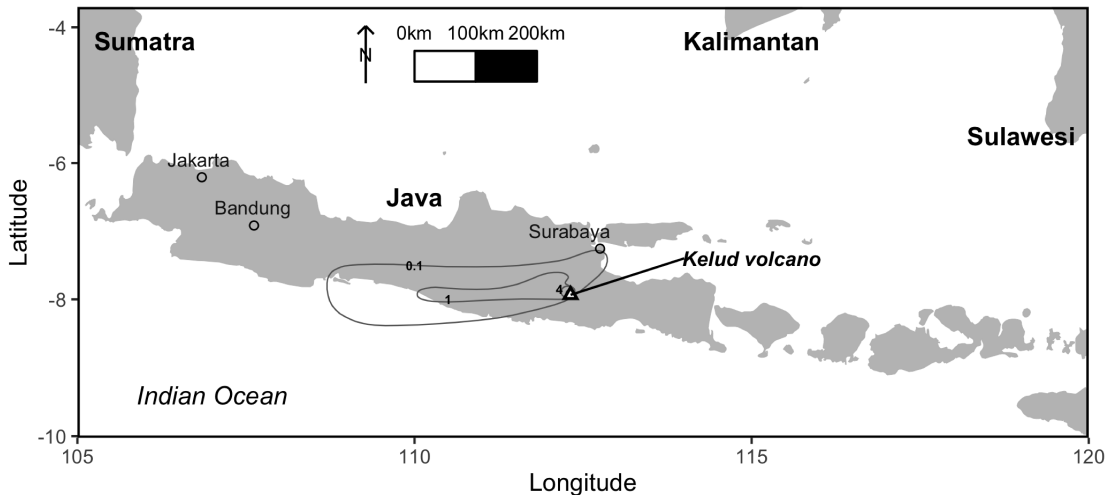 -4
-6
-8
-10
Latitude
Sumatra
N
0km 100km 200km
Kalimantan
Sulawesi
Jakarta
Bandung
Java
Surabaya
Kelud volcano
0.1
1
4
Indian Ocean
105 110 115 120
Longitude